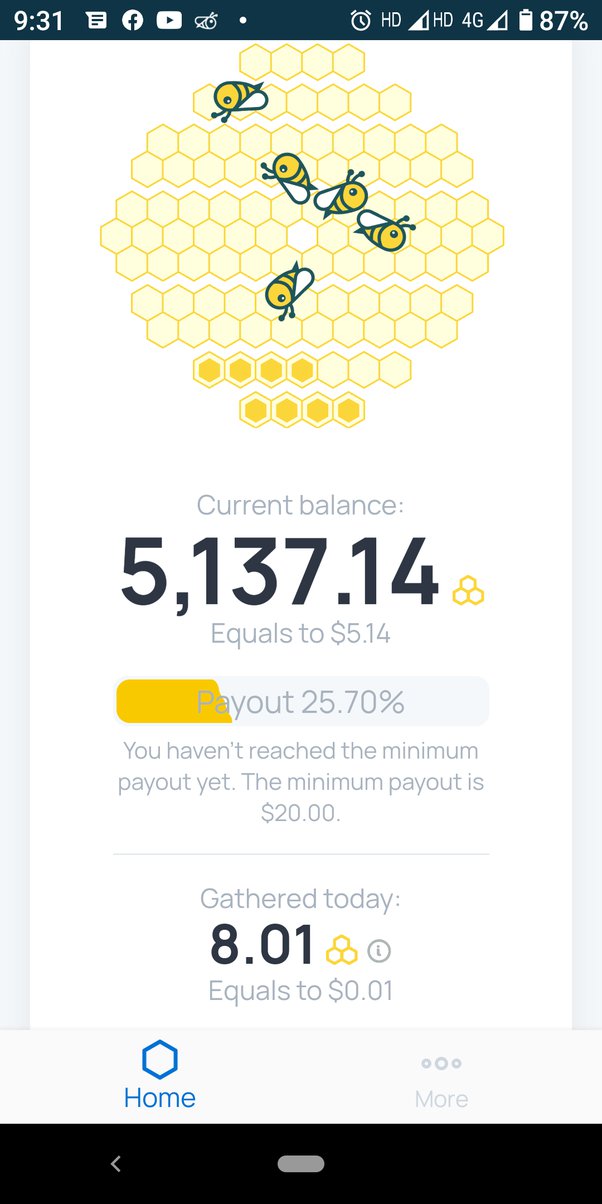 9:31 HD HD 4G 87%
Current balance:
5,137.14
Equals to $5.14
Payout 25.70%
You haven't reached the minimum
payout yet. The minimum payout is
$20.00.
Gathered today:
8.01
Equals to $0.01
Home More